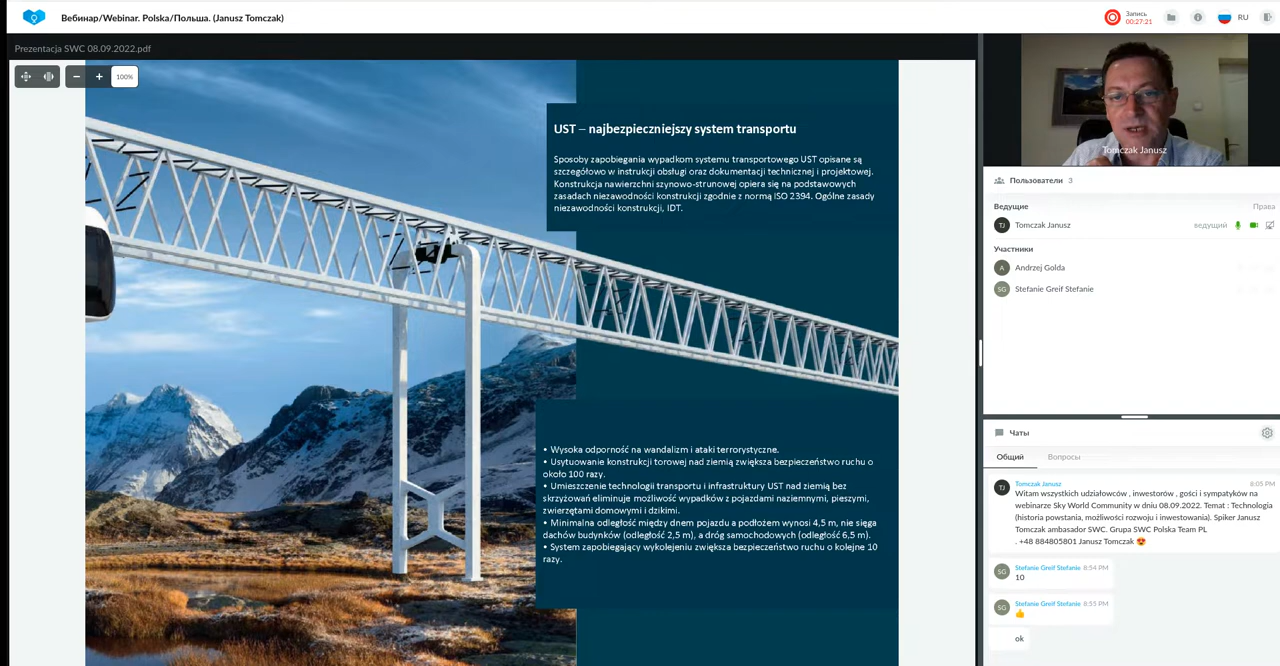 Вебинар/Webinar. Polska/Польша. (Janusz Tomczak)
Запись
00:27:21
RU
Prezentacja SWC 08.09.2022.pdf
100%
UST – najbezpieczniejszy system transportu
Sposoby zapobiegania wypadkom systemu transportowego UST opisane są
szczegółowo w instrukcji obsługi oraz dokumentacji technicznej i projektowej.
Konstrukcja nawierzchni szynowo-strunowej opiera się na podstawowych
zasadach niezawodności konstrukcji zgodnie z normą ISO 2394. Ogólne zasady
niezawodności konstrukcji, IDT.
• Wysoka odporność na wandalizm i ataki terrorystyczne.
• Usytuowanie konstrukcji torowej nad ziemią zwiększa bezpieczeństwo ruchu o
około 100 razy.
• Umieszczenie technologii transportu i infrastruktury UST nad ziemią bez
skrzyżowań eliminuje możliwość wypadków z pojazdami naziemnymi, pieszymi,
zwierzętami domowymi i dzikimi.
• Minimalna odległość między dnem pojazdu a podłożem wynosi 4,5 m, nie sięga
dachów budynków (odległość 2,5 m), a dróg samochodowych (odległość 6,5 m).
• System zapobiegający wykolejeniu zwiększa bezpieczeństwo ruchu o kolejne 10
razy.
Tomczak Janusz
Пользователи 3
Ведущие Права
TJ Tomczak Janusz ведущий
Участники
A Andrzej Golda
SG Stefanie Greif Stefanie
Чаты
Общий Вопросы
TJ Tomczak Janusz 8:05 PM
Witam wszystkich udziałowców , inwestorów , gości i sympatyków na
webinarze Sky World Community w dniu 08.09.2022. Temat : Technologia
(historia powstania, możliwości rozwoju i inwestowania). Spiker Janusz
Tomczak ambasador SWC. Grupa SWC Polska Team PL
. +48 884805801 Janusz Tomczak 😍
SG Stefanie Greif Stefanie 8:54 PM
10
SG Stefanie Greif Stefanie 8:55 PM
👍
ok